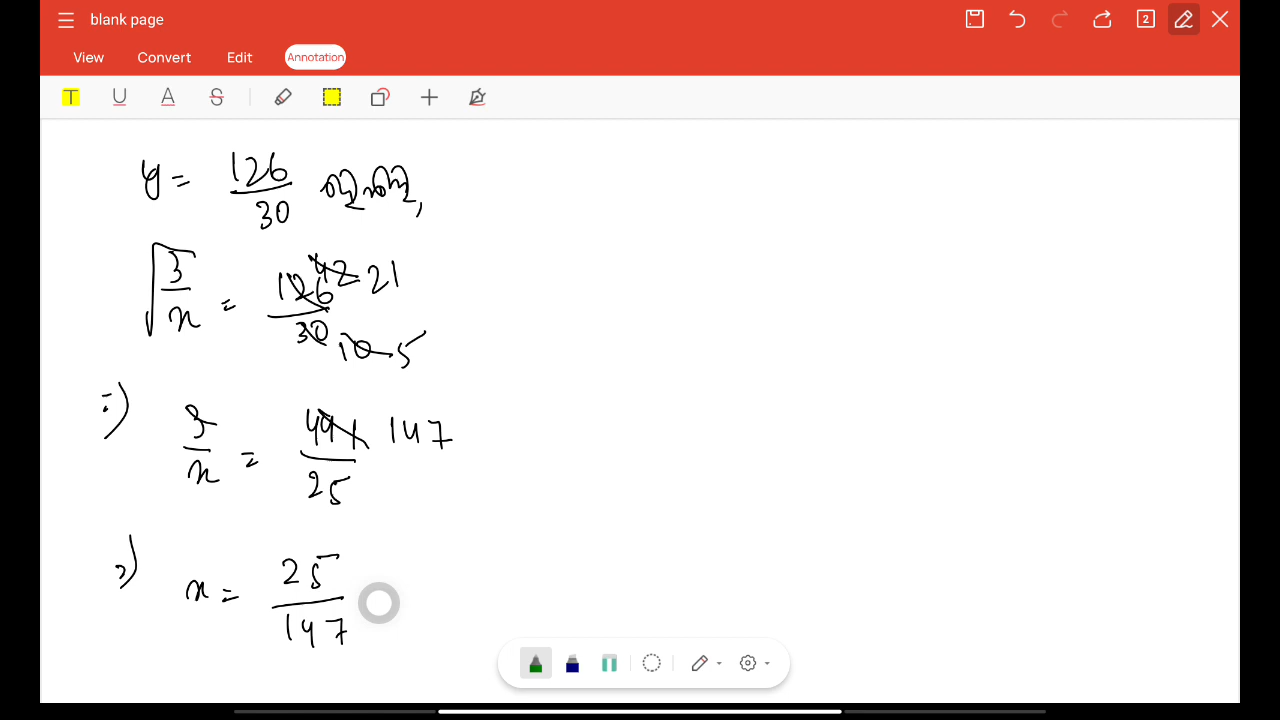 blank page
2
View Convert Edit Annotation
T U A S
y = 126/30
√(3/x) = 126/30 42 21 10 5
⇒) 3/x = 441/25 147
⇒) x = 25/147